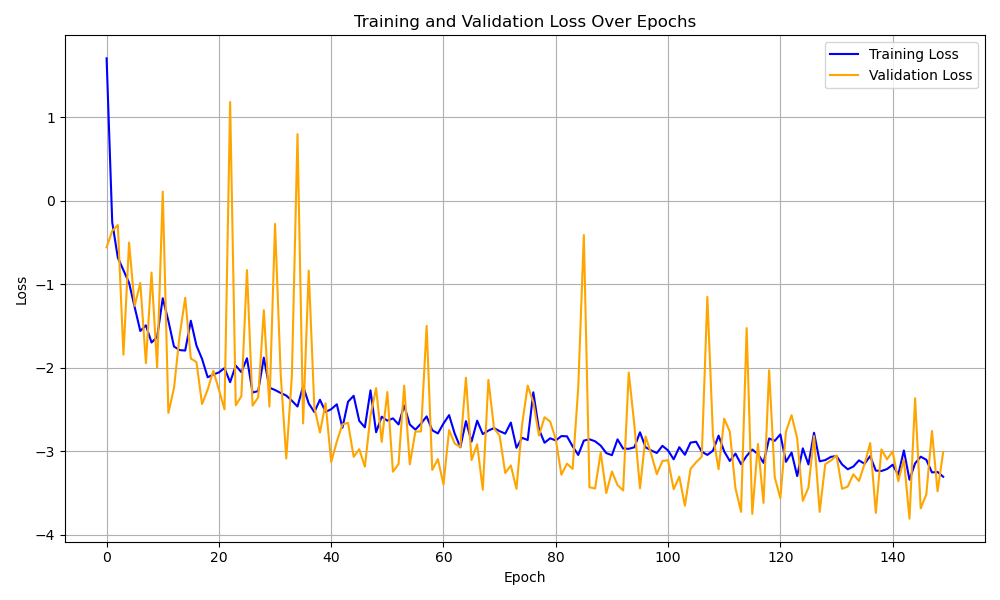 Training and Validation Loss Over Epochs
Training Loss
Validation Loss
Loss
1
0
−1
−2
−3
−4
0 20 40 60 80 100 120 140
Epoch